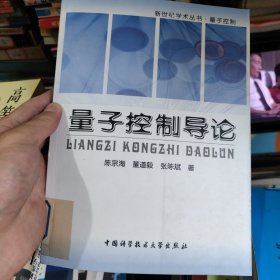 新世纪学术丛书·量子控制
量子控制导论
LIANGZI KONGZHI DAOLUN
陈宗海 董道毅 张陈斌 著
中国科学技术大学出版社